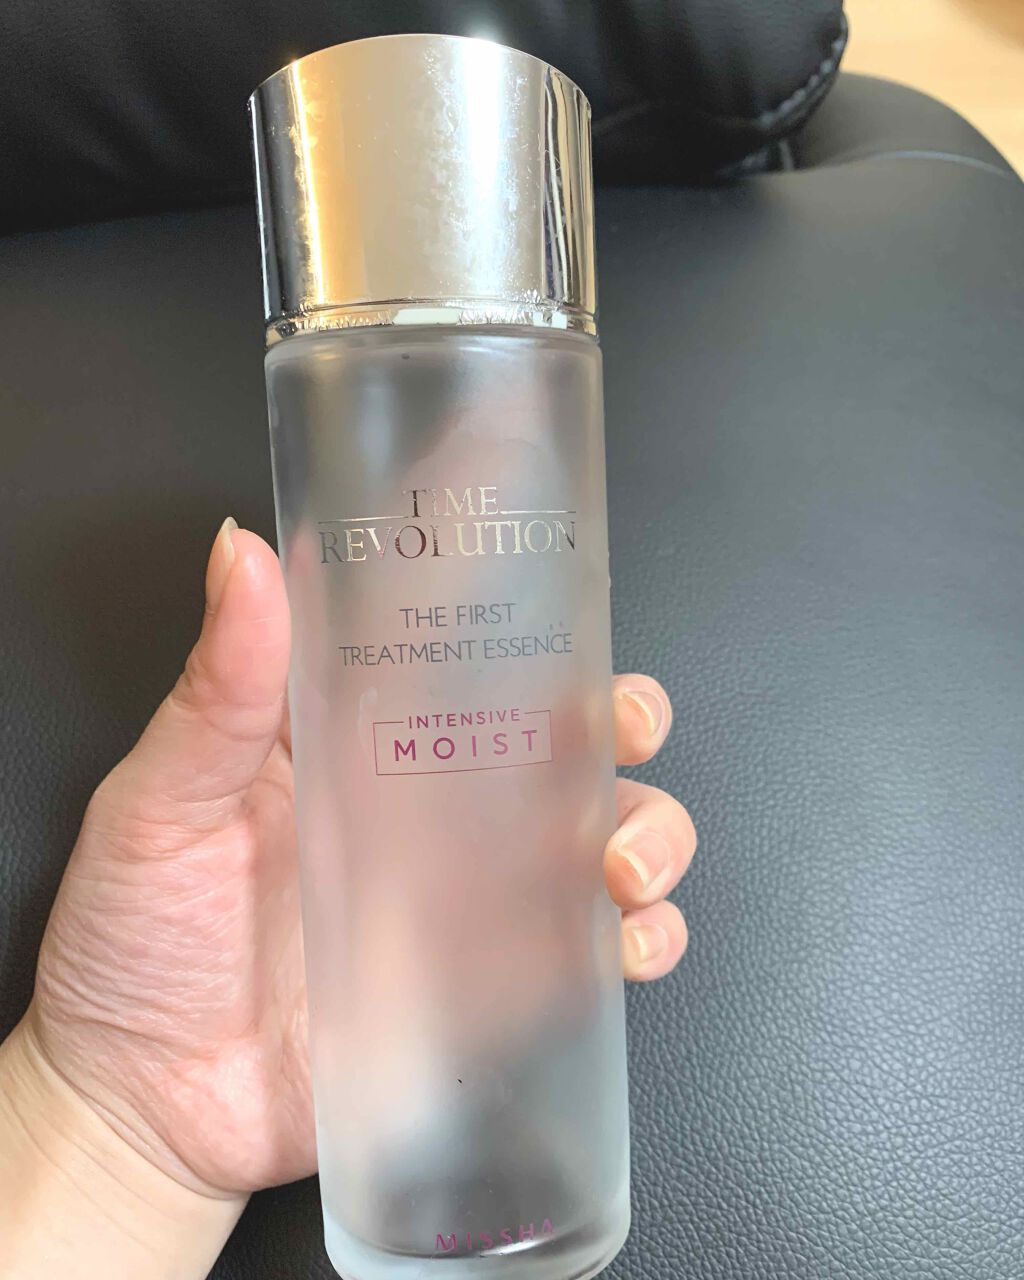 TIME
REVOLUTION
THE FIRST
TREATMENT ESSENCE
INTENSIVE
MOIST
MISSHA